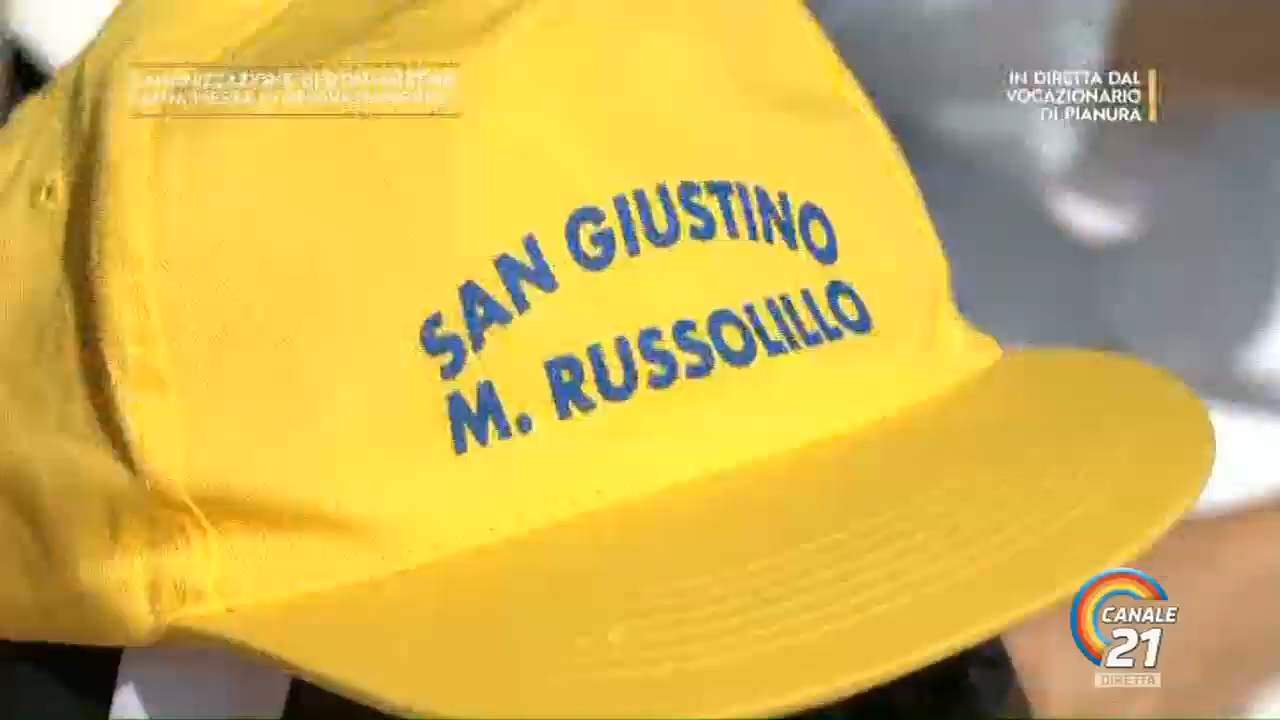 IN DIRETTA DAL
VOCAZIONARIO
DI PIANURA
SAN GIUSTINO
M. RUSSOLILLO
CANALE
21
DIRETTA